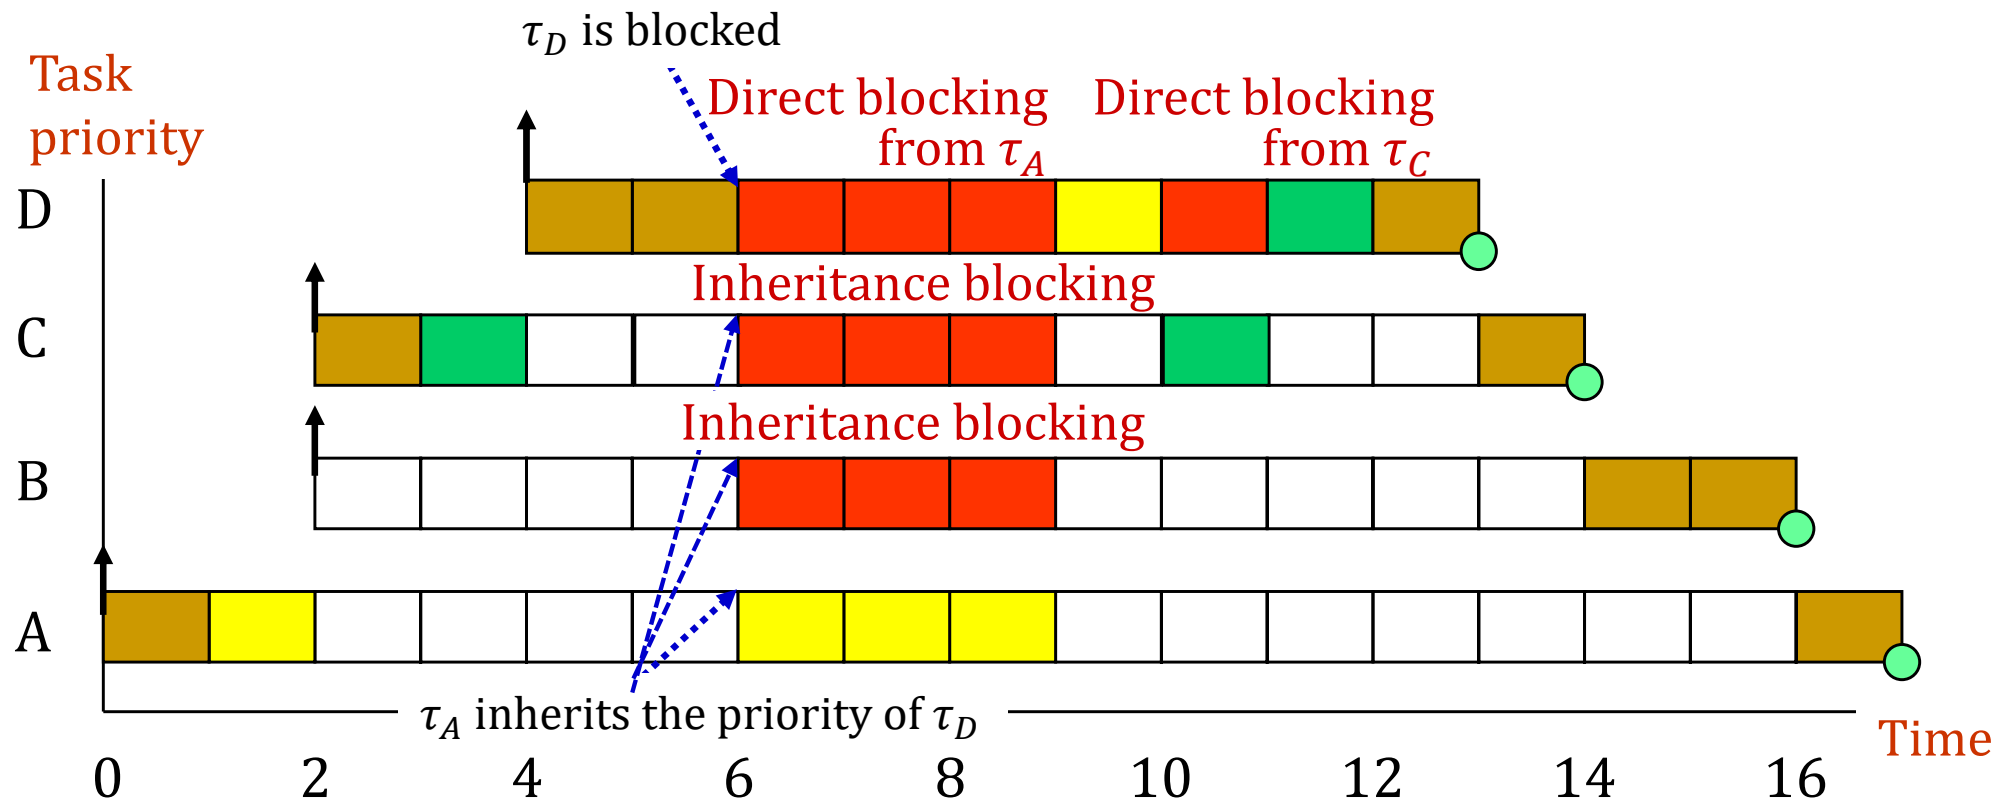 τ_D is blocked
Task
priority
Direct blocking
from τ_A
Direct blocking
from τ_C
D
Inheritance blocking
C
Inheritance blocking
B
A
τ_A inherits the priority of τ_D
Time
0 2 4 6 8 10 12 14 16